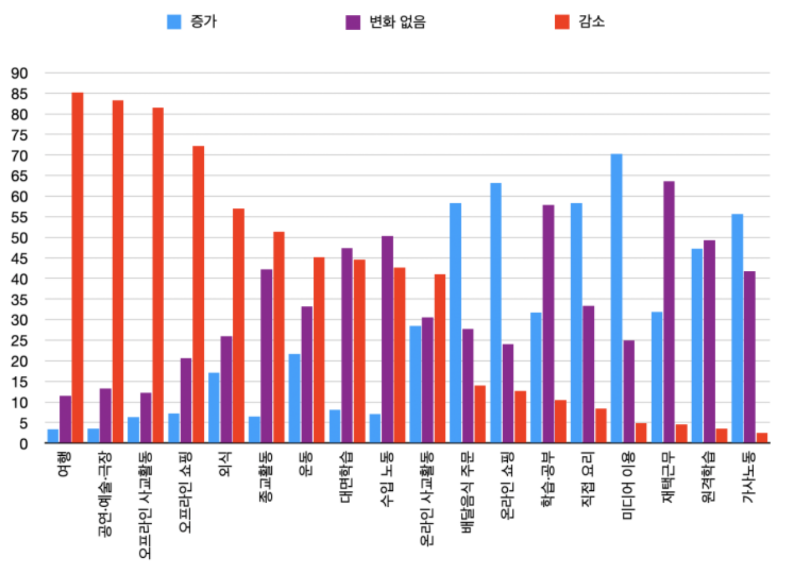 증가 변화 없음 감소
90
85
80
75
70
65
60
55
50
45
40
35
30
25
20
15
10
5
0
여행
공연·예술·극장
오프라인 사교활동
오프라인 쇼핑
외식
종교활동
운동
대면학습
수입 노동
온라인 사교활동
배달음식 주문
온라인 쇼핑
학습·공부
직접 요리
미디어 이용
재택근무
원격학습
가사노동